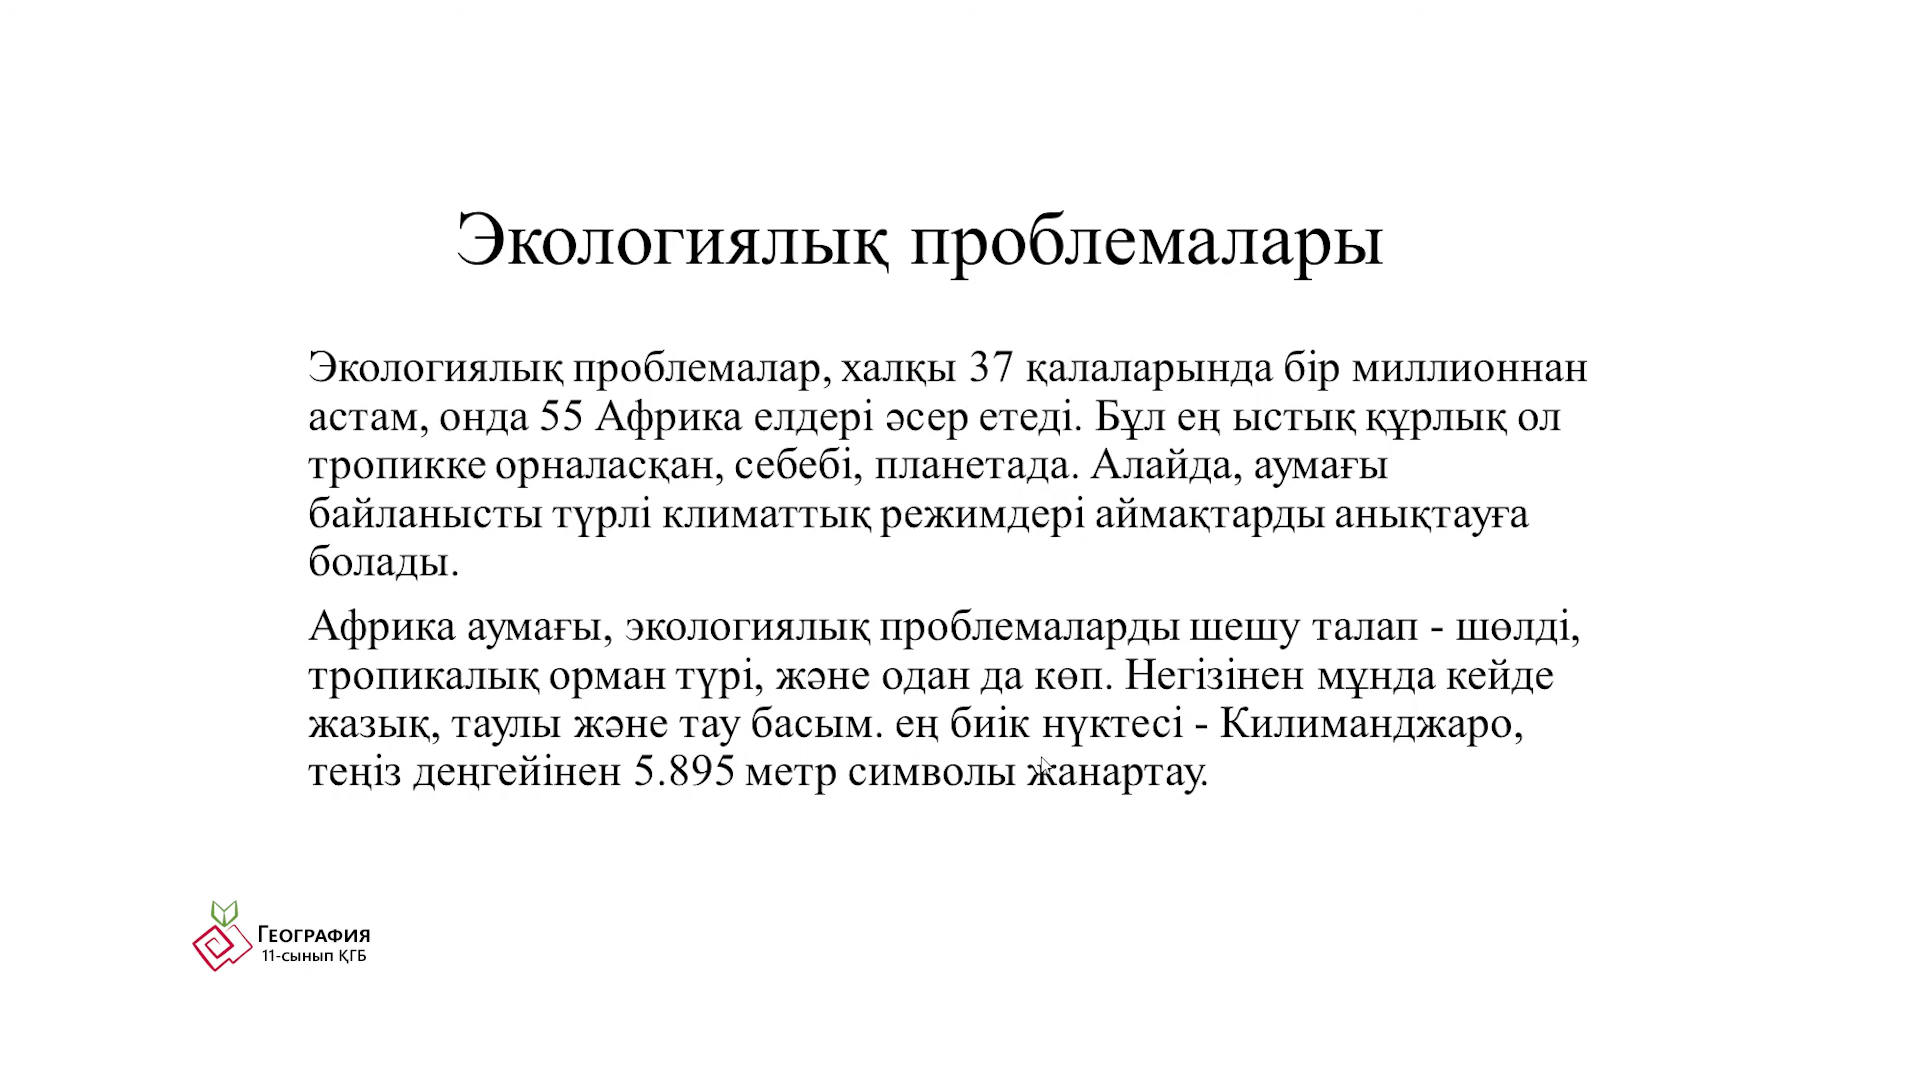 Экологиялық проблемалары
Экологиялық проблемалар, халқы 37 қалаларында бір миллионнан
астам, онда 55 Африка елдері әсер етеді. Бұл ең ыстық құрлық ол
тропикке орналасқан, себебі, планетада. Алайда, аумағы
байланысты түрлі климаттық режимдері аймақтарды анықтауға
болады.
Африка аумағы, экологиялық проблемаларды шешу талап - шөлді,
тропикалық орман түрі, және одан да көп. Негізінен мұнда кейде
жазық, таулы және тау басым. ең биік нүктесі - Килиманджаро,
теңіз деңгейінен 5.895 метр символы жанартау.
ГЕОГРАФИЯ
11-сынып ҚГБ